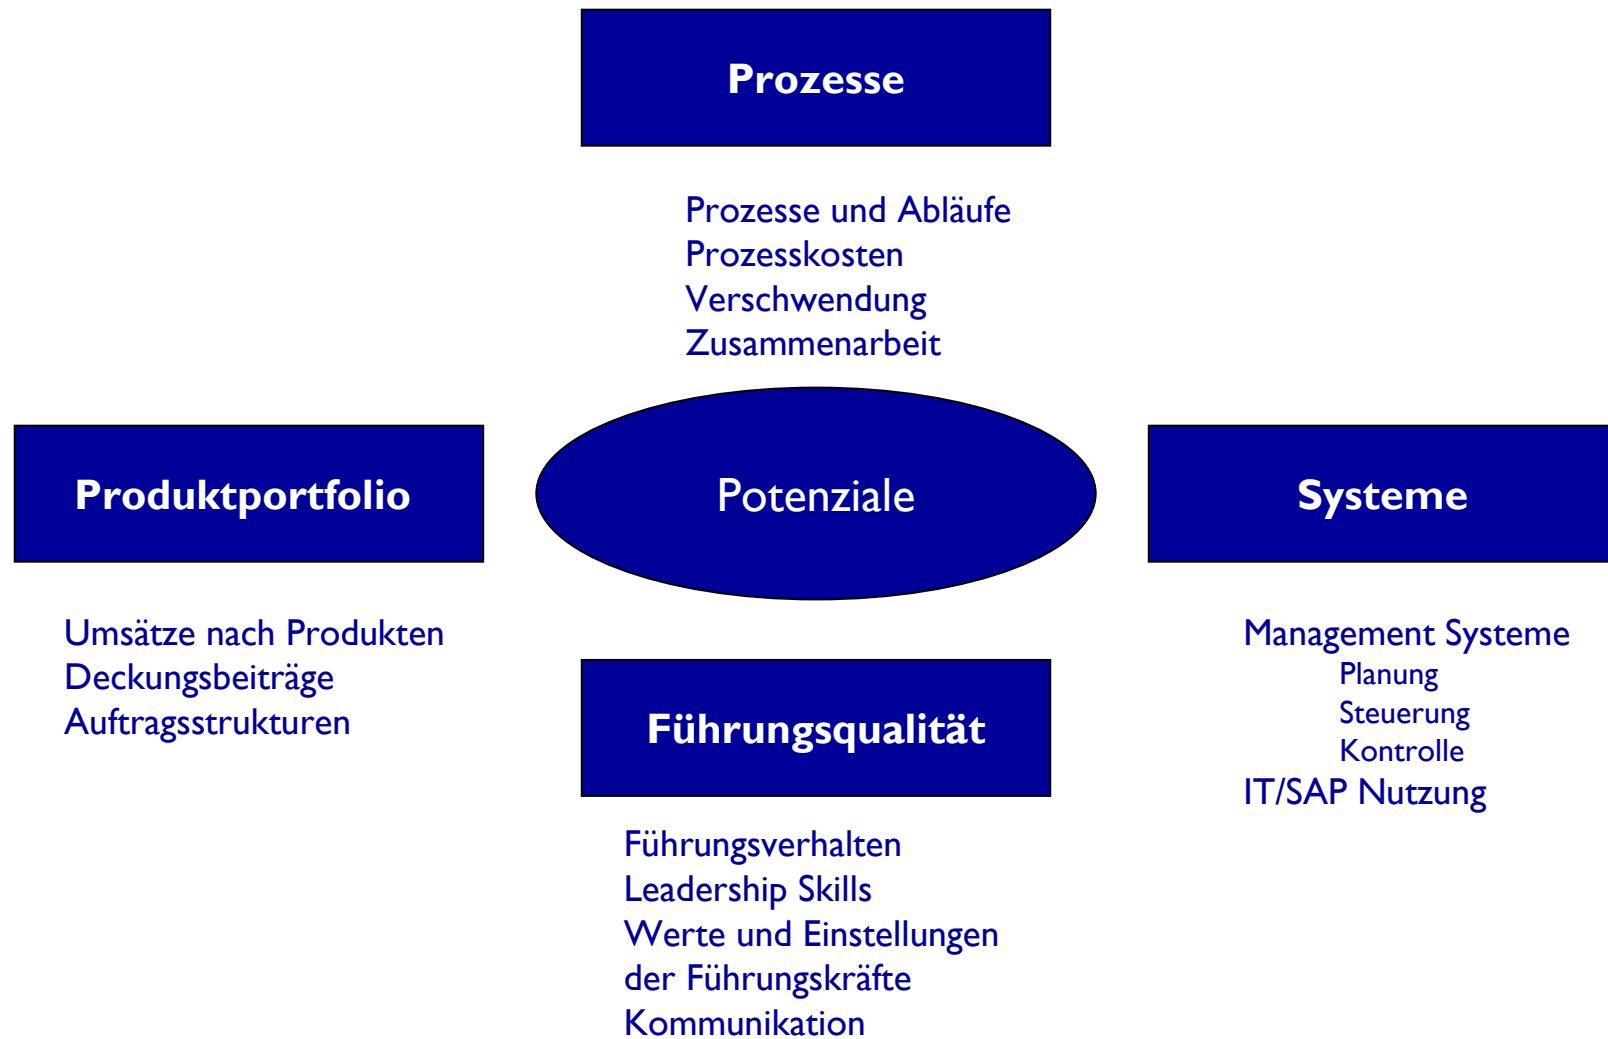 Prozesse
Prozesse und Abläufe
Prozesskosten
Verschwendung
Zusammenarbeit
Produktportfolio
Potenziale
Systeme
Umsätze nach Produkten
Deckungsbeiträge
Auftragsstrukturen
Führungsqualität
Management Systeme
Planung
Steuerung
Kontrolle
IT/SAP Nutzung
Führungsverhalten
Leadership Skills
Werte und Einstellungen
der Führungskräfte
Kommunikation